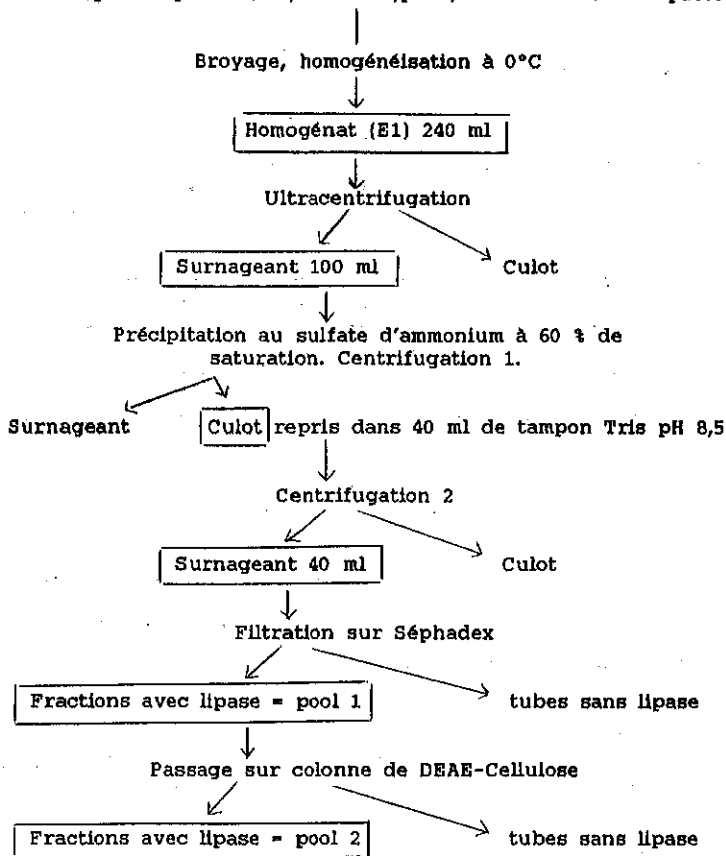 Broyage, homogénéisation à 0°C
Homogénat (E1) 240 ml
Ultracentrifugation
Surnageant 100 ml Culot
Précipitation au sulfate d'ammonium à 60 % de
saturation. Centrifugation 1.
Surnageant Culot repris dans 40 ml de tampon Tris pH 8,5
Centrifugation 2
Surnageant 40 ml Culot
Filtration sur Séphadex
Fractions avec lipase = pool 1 tubes sans lipase
Passage sur colonne de DEAE-Cellulose
Fractions avec lipase = pool 2 tubes sans lipase